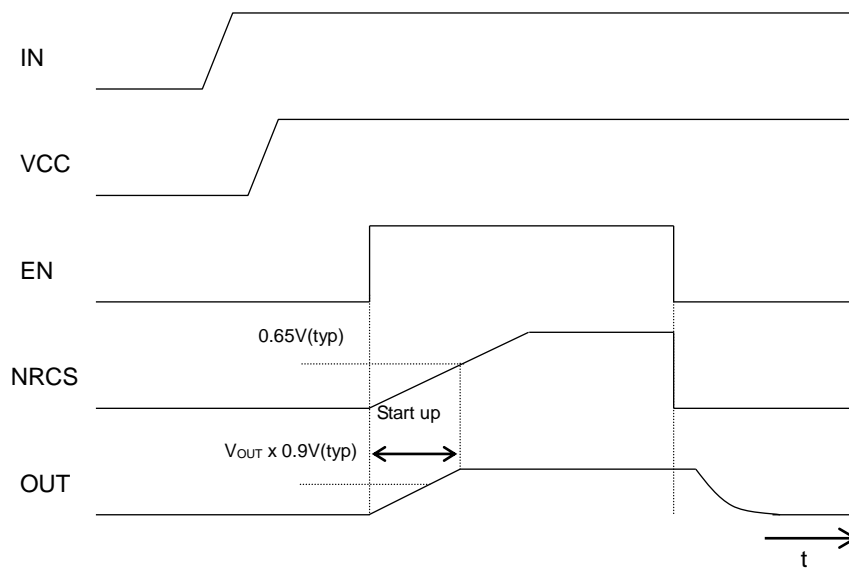 IN
VCC
EN
0.65V(typ)
NRCS
Start up
VOUT x 0.9V(typ)
OUT
t